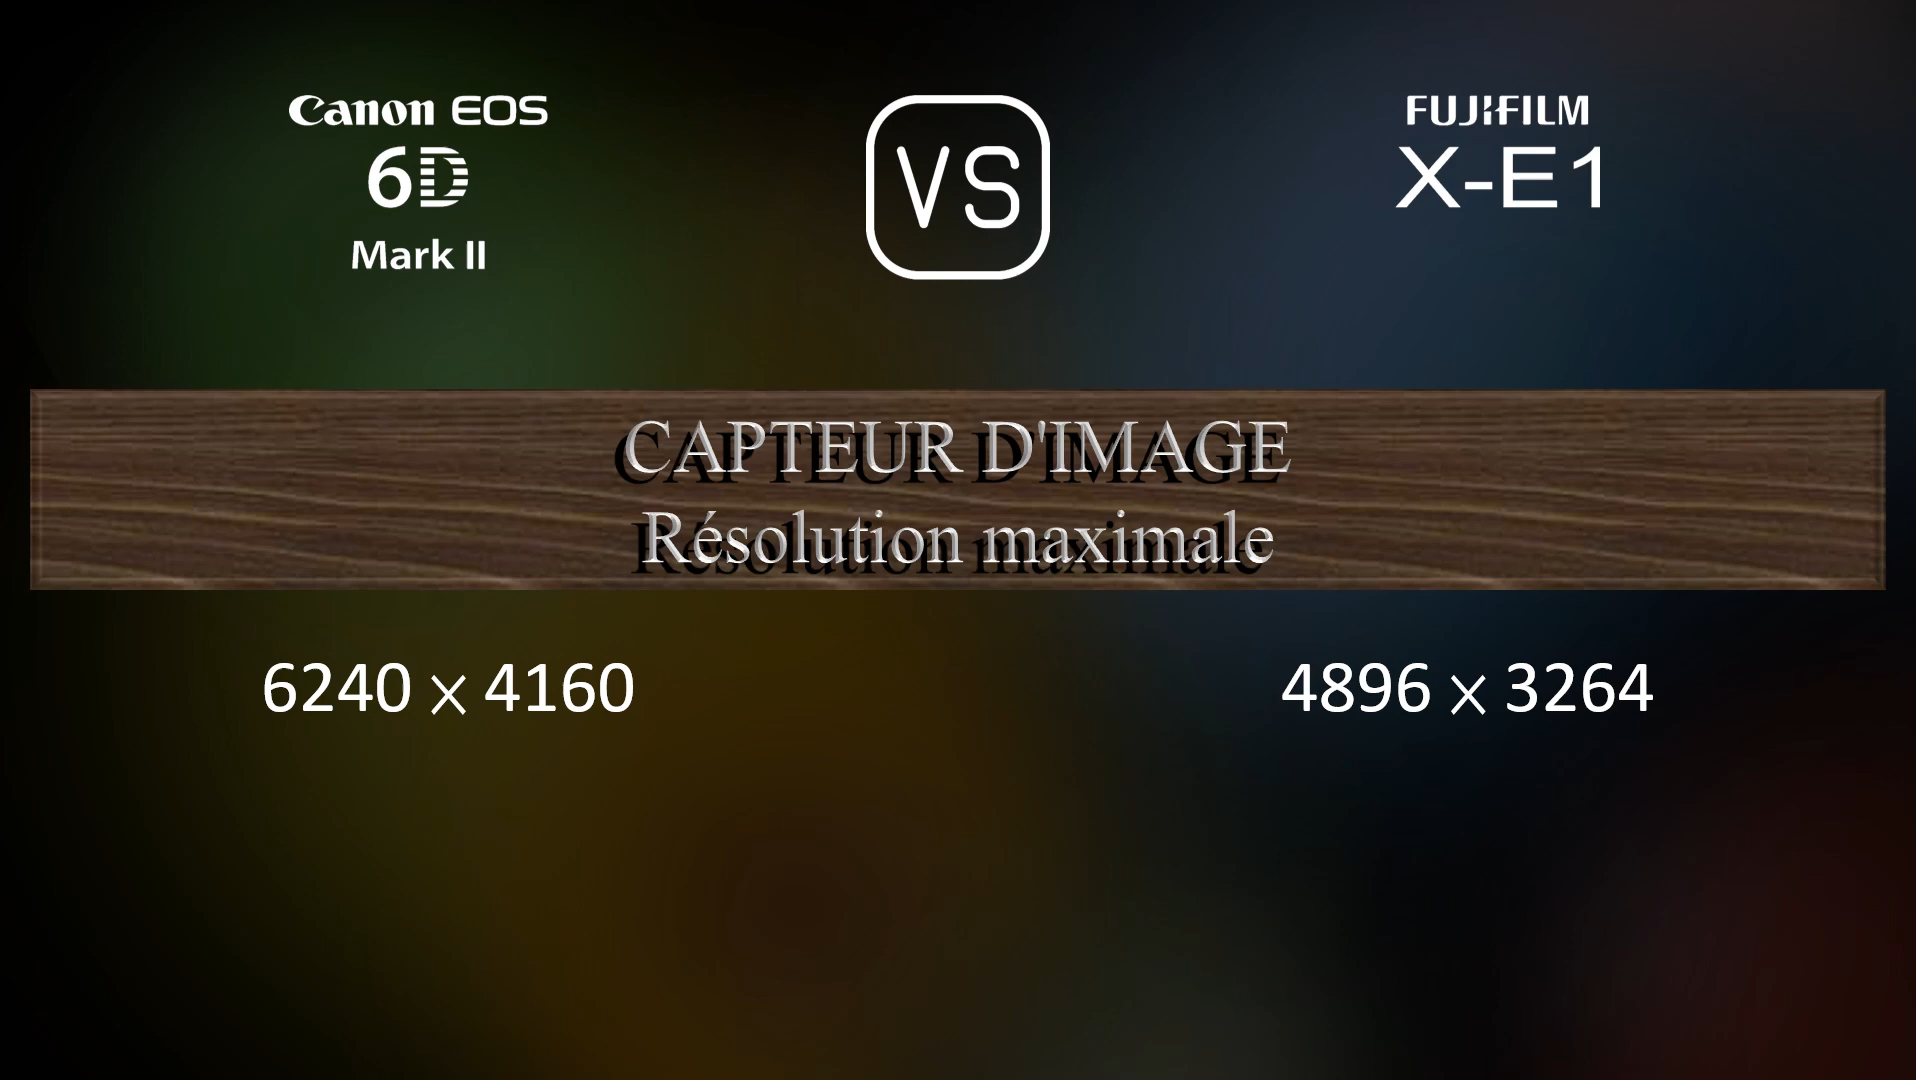 Canon EOS
6D
Mark II
VS
FUJIFILM
X-E1
CAPTEUR D'IMAGE
Résolution maximale
6240 x 4160
4896 x 3264